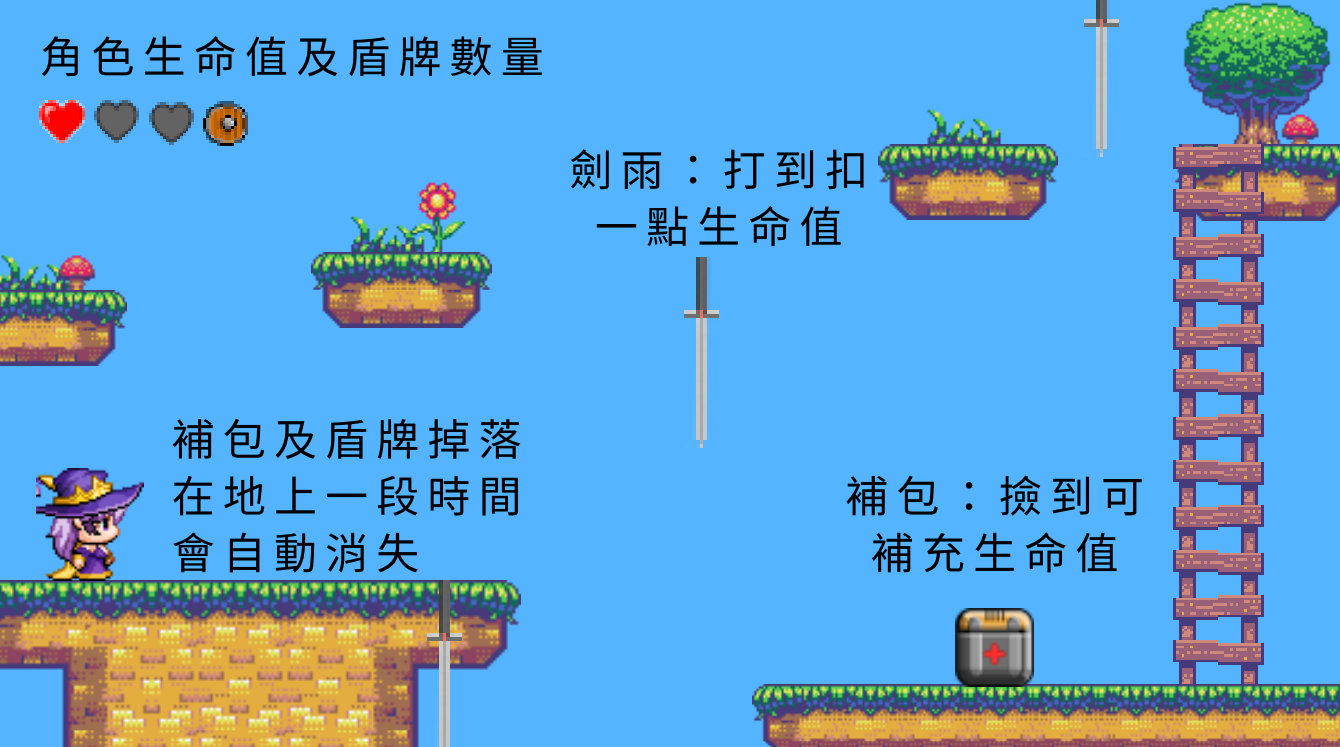 角色生命值及盾牌數量
劍雨：打到扣
一點生命值
補包及盾牌掉落
在地上一段時間
會自動消失
補包：撿到可
補充生命值